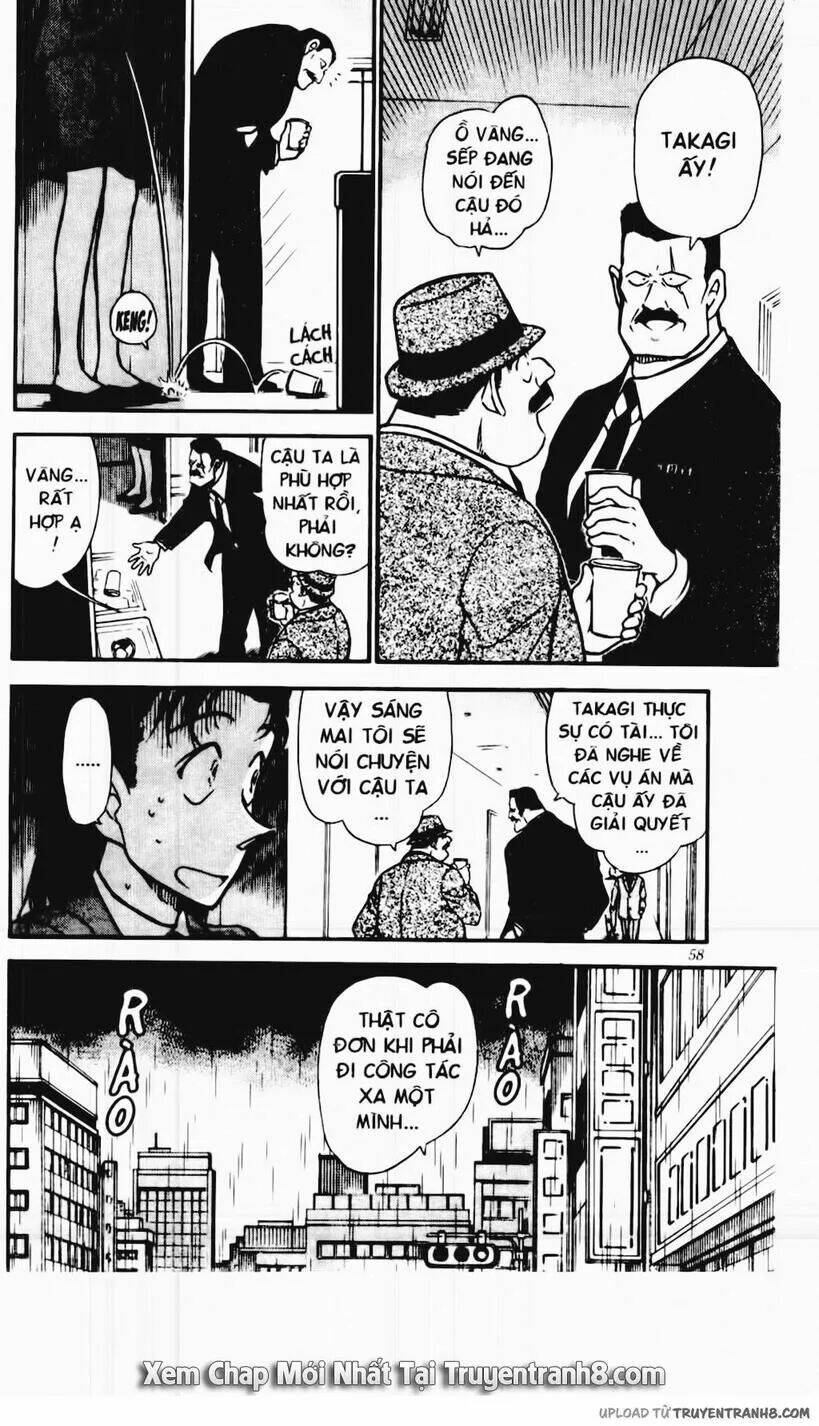 TAKAGI
ẤY!
Ồ VÂNG...
SẾP ĐANG
NÓI ĐẾN
CẬU ĐÓ
HẢ...
KENG!
LÁCH
CÁCH
CẬU TA LÀ
PHÙ HỢP
NHẤT RỒI,
PHẢI
KHÔNG?
VÂNG...
RẤT
HỢP Ạ
!
TAKAGI THỰC
SỰ CÓ TÀI... TÔI
ĐÃ NGHE VỀ
CÁC VỤ ÁN MÀ
CẬU ẤY ĐÃ
GIẢI QUYẾT
...
VẬY SÁNG
MAI TÔI SẼ
NÓI CHUYỆN
VỚI CẬU TA
...
.....
58
RÀO
THẬT CÔ
ĐƠN KHI PHẢI
ĐI CÔNG TÁC
XA MỘT
MÌNH...
RÀO
Xem Chap Mới Nhất Tại Truyentranh8.com
UPLOAD TỪ TRUYENTRANH8.COM